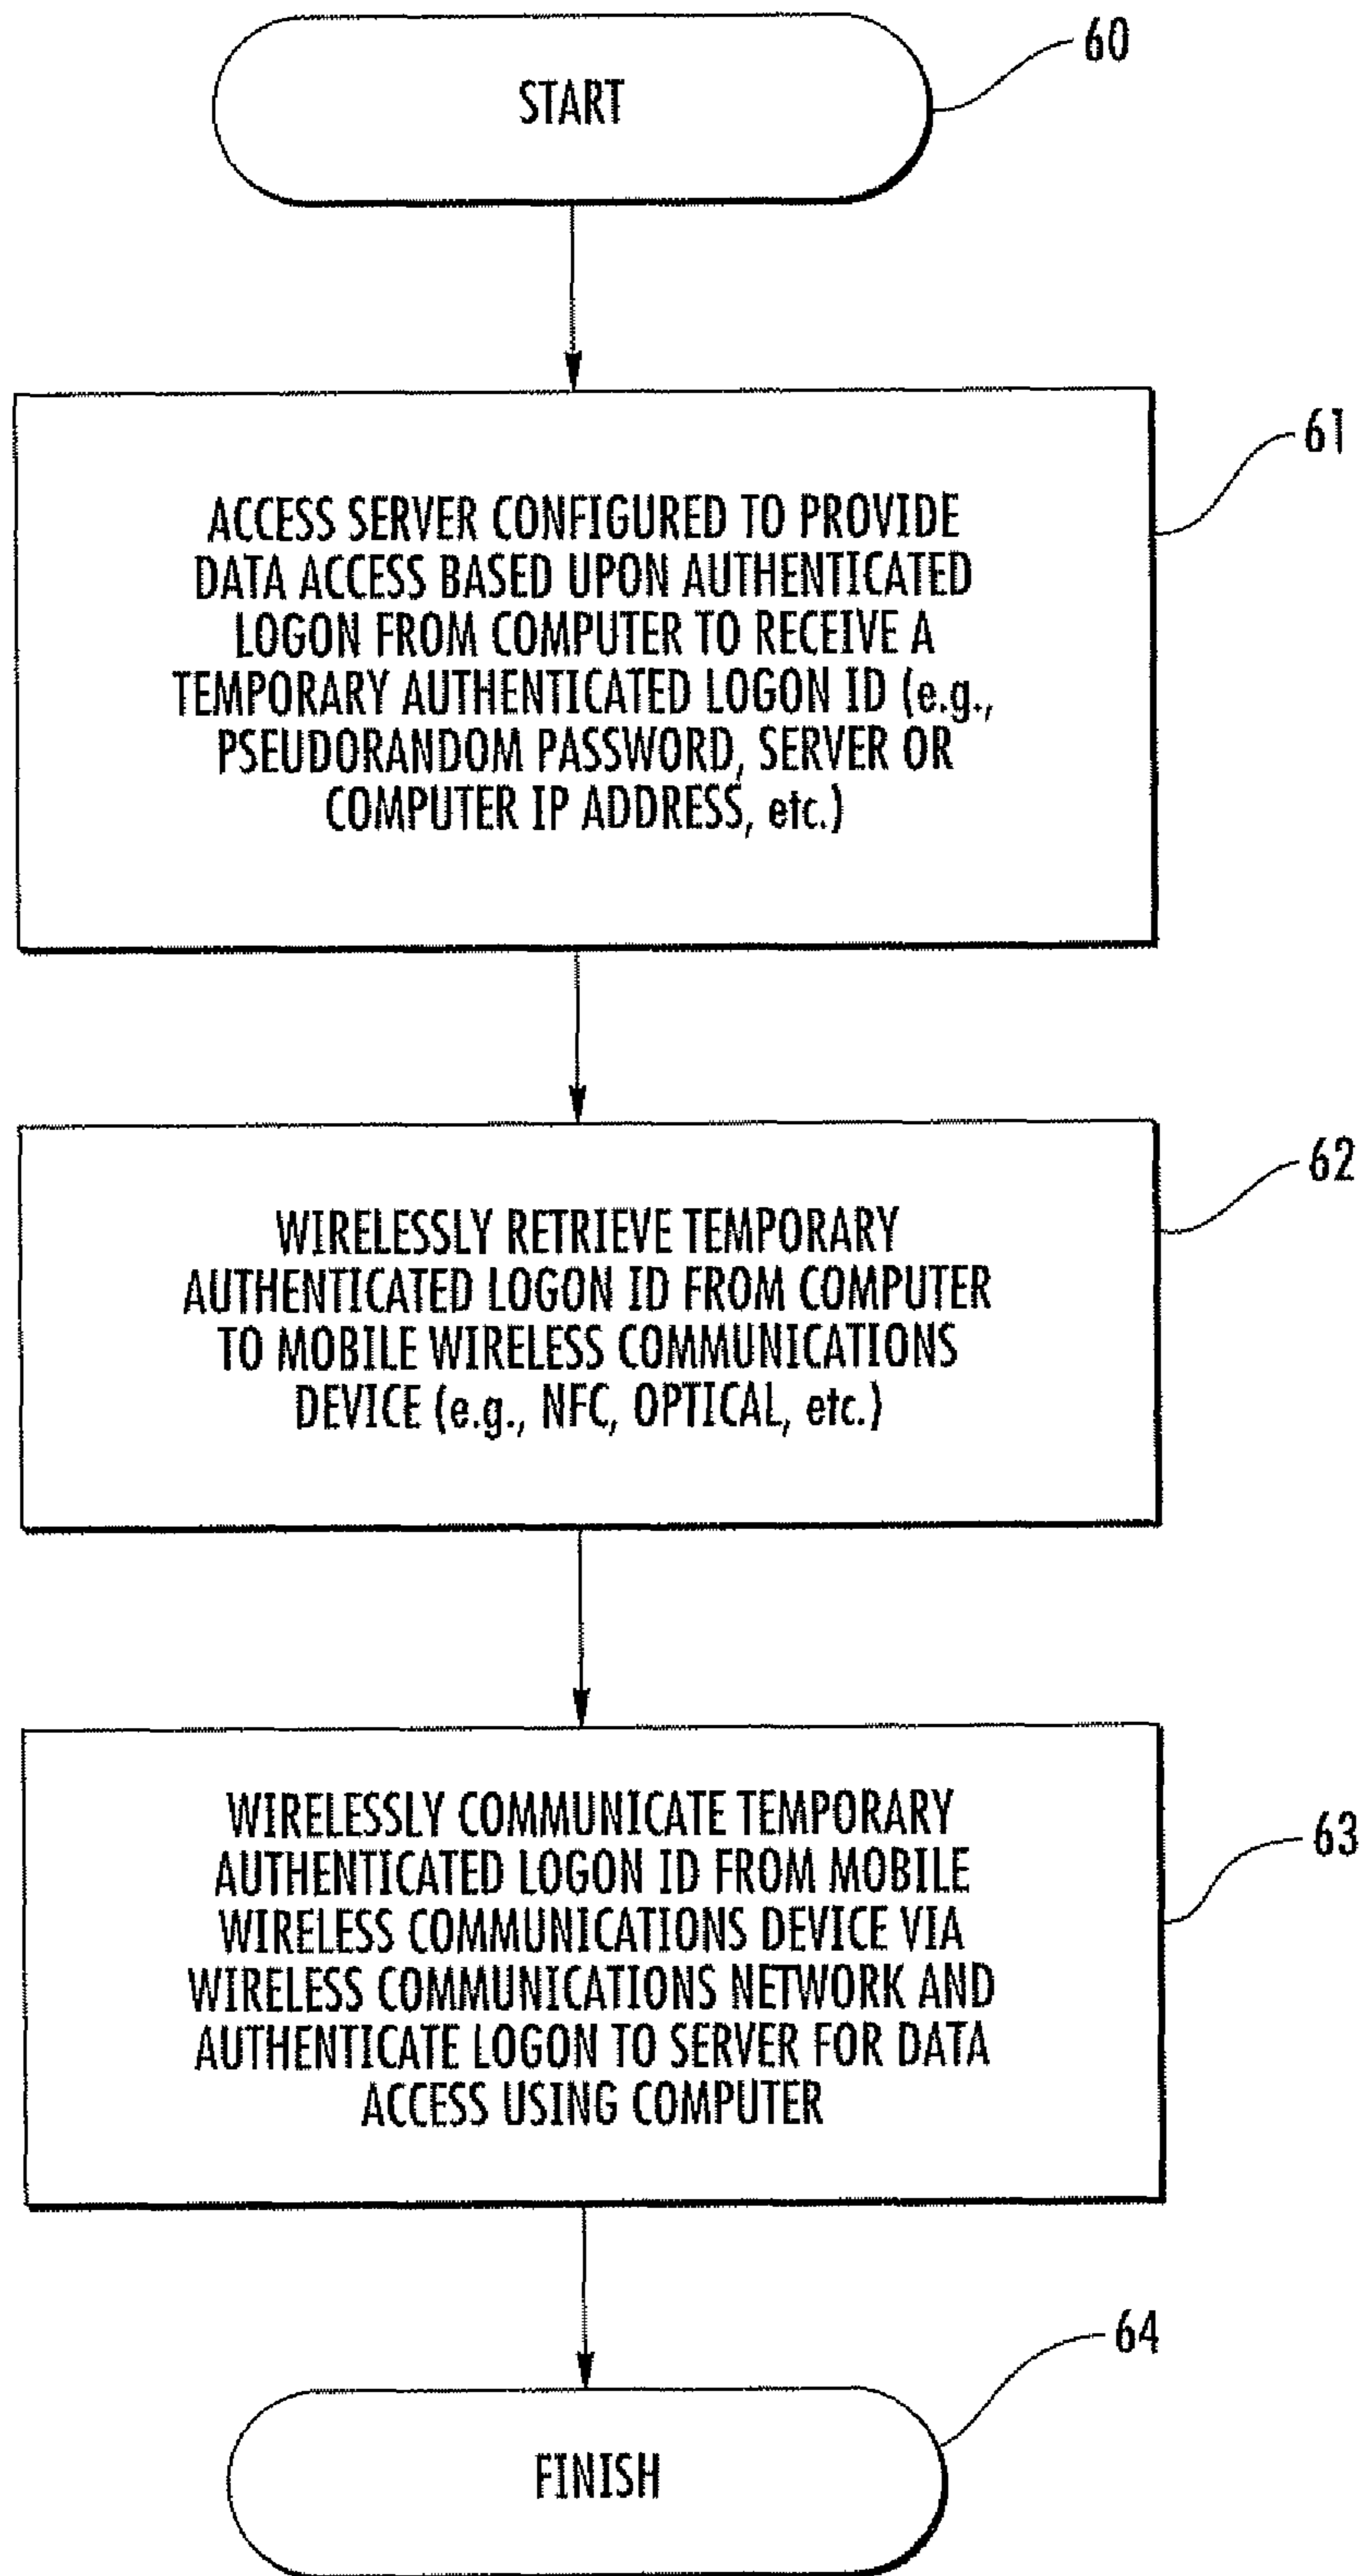 START
60
ACCESS SERVER CONFIGURED TO PROVIDE
DATA ACCESS BASED UPON AUTHENTICATED
LOGON FROM COMPUTER TO RECEIVE A
TEMPORARY AUTHENTICATED LOGON ID (e.g.,
PSEUDORANDOM PASSWORD, SERVER OR
COMPUTER IP ADDRESS, etc.)
61
WIRELESSLY RETRIEVE TEMPORARY
AUTHENTICATED LOGON ID FROM COMPUTER
TO MOBILE WIRELESS COMMUNICATIONS
DEVICE (e.g., NFC, OPTICAL, etc.)
62
WIRELESSLY COMMUNICATE TEMPORARY
AUTHENTICATED LOGON ID FROM MOBILE
WIRELESS COMMUNICATIONS DEVICE VIA
WIRELESS COMMUNICATIONS NETWORK AND
AUTHENTICATE LOGON TO SERVER FOR DATA
ACCESS USING COMPUTER
63
FINISH
64